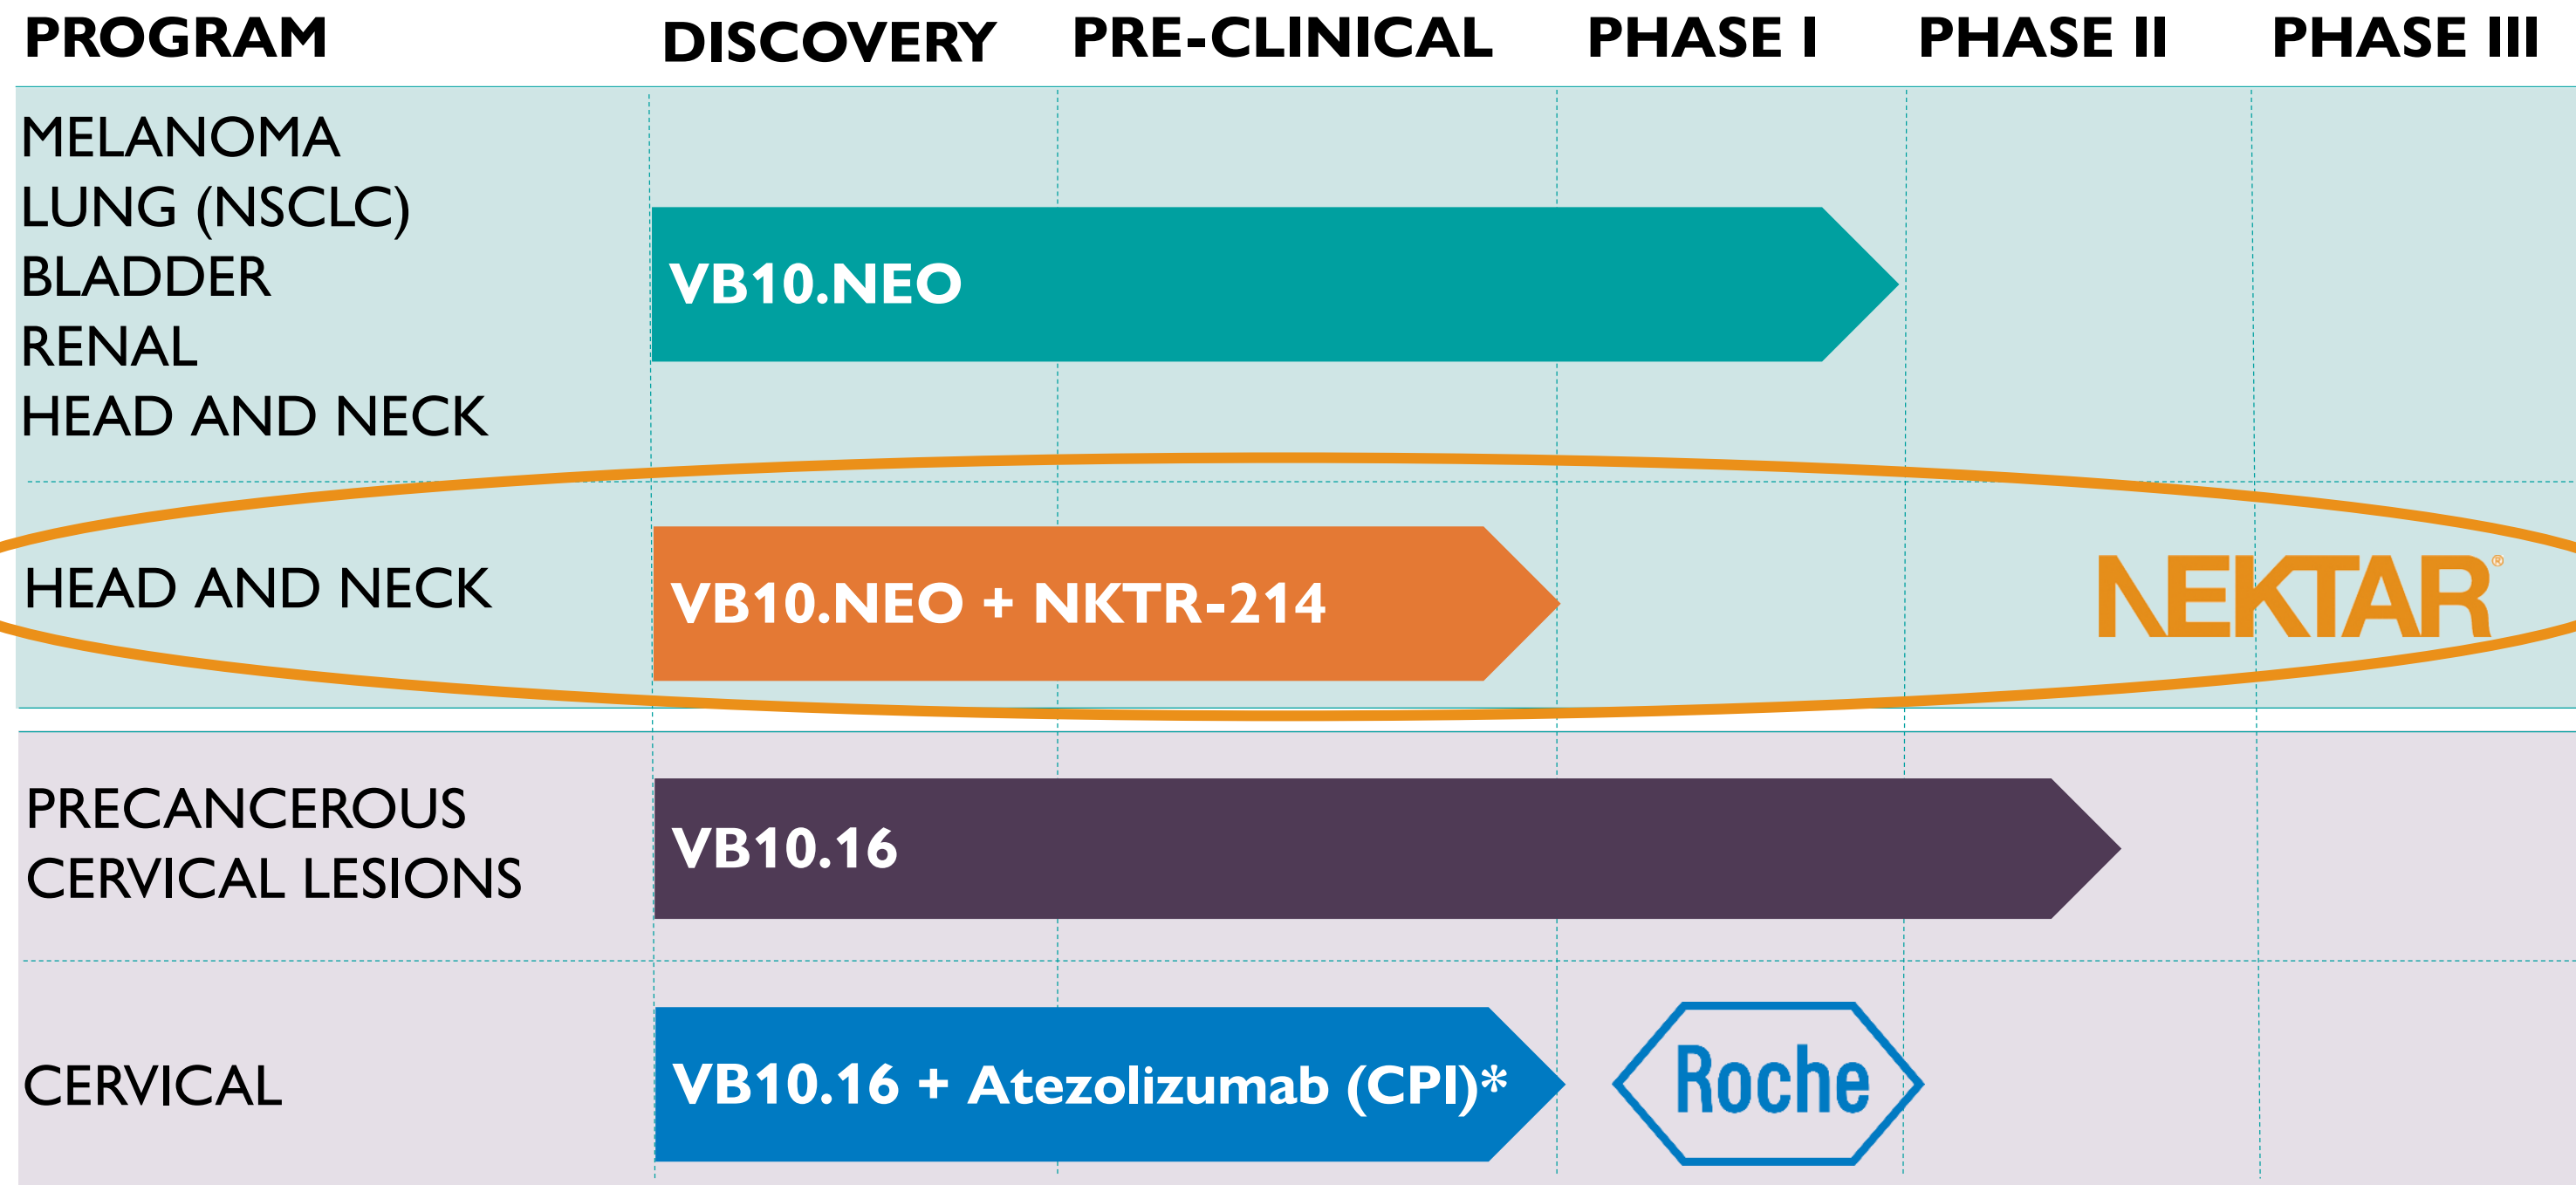 PROGRAM DISCOVERY PRE-CLINICAL PHASE I PHASE II PHASE III
MELANOMA
LUNG (NSCLC)
BLADDER
RENAL
HEAD AND NECK
VB10.NEO
HEAD AND NECK
VB10.NEO + NKTR-214
NEKTAR®
PRECANCEROUS
CERVICAL LESIONS
VB10.16
CERVICAL
VB10.16 + Atezolizumab (CPI)*
Roche